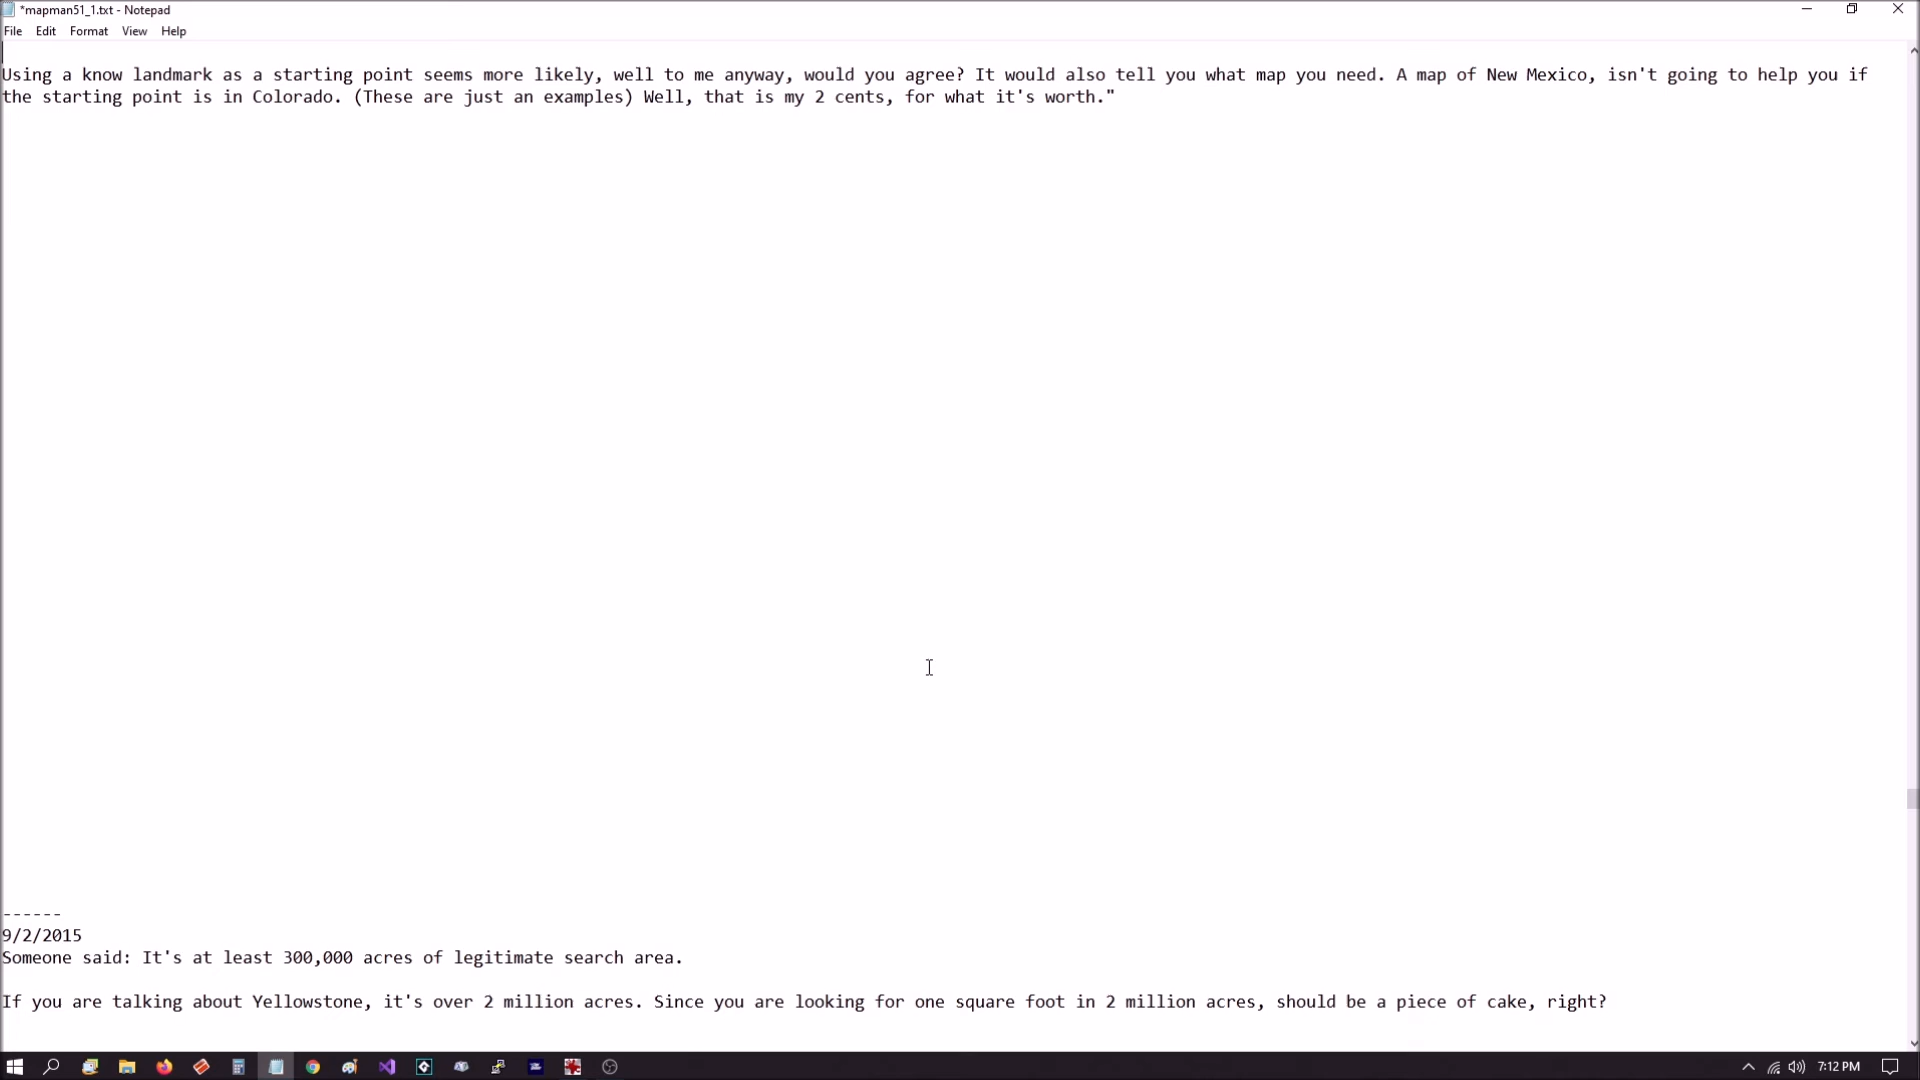 *mapman51_1.txt - Notepad
File Edit Format View Help
Using a know landmark as a starting point seems more likely, well to me anyway, would you agree? It would also tell you what map you need. A map of New Mexico, isn't going to help you if
the starting point is in Colorado. (These are just an examples) Well, that is my 2 cents, for what it's worth."
------
9/2/2015
Someone said: It's at least 300,000 acres of legitimate search area.
If you are talking about Yellowstone, it's over 2 million acres. Since you are looking for one square foot in 2 million acres, should be a piece of cake, right?
7:12 PM